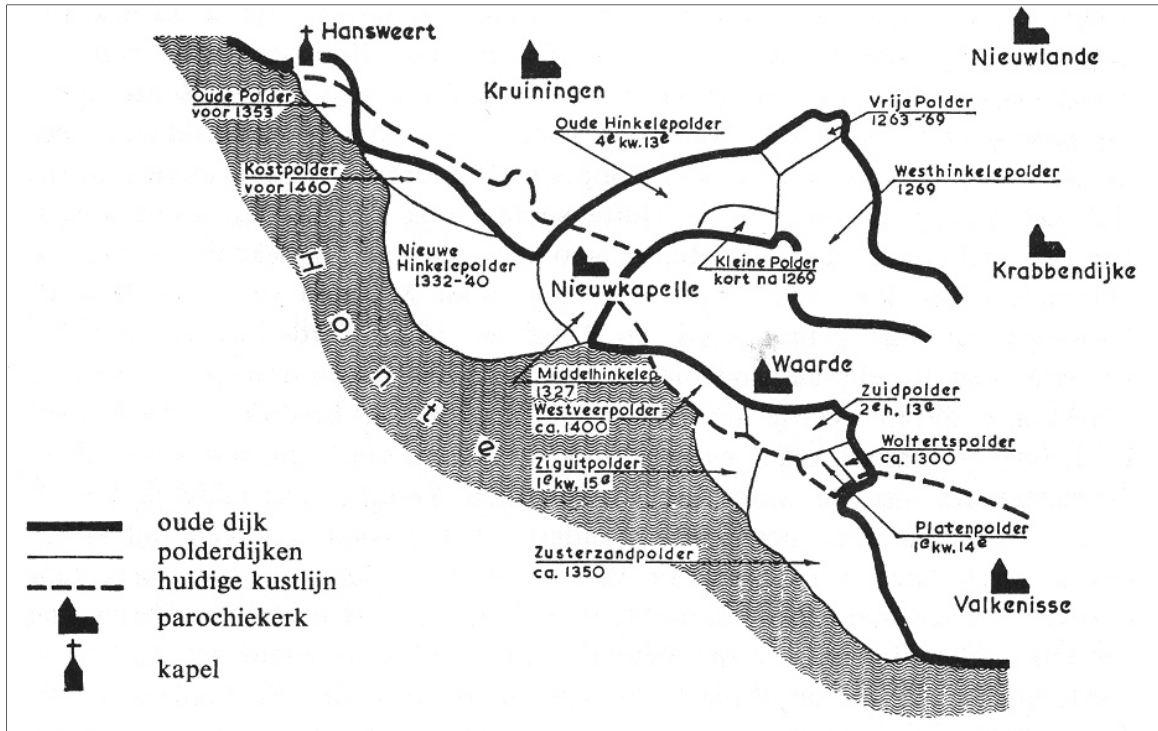 Hansweert
Nieuwlande
Kruiningen
Oude Polder
voor 1353
Vrije Polder
1263-'69
Oude Hinkelepolder
4e kw. 13e
Kostpolder
voor 1460
Westhinkelepolder
1269
Nieuwe
Hinkelepolder
1332-40
Nieuwkapelle
Kleine Polder
kort na 1269
Krabbendijke
Honte
Middelhinkelep
1327
Waarde
Westveerpolder
ca. 1400
Zuidpolder
2e h, 13e
Wolfertspolder
ca. 1300
Ziguitpolder
1e kw, 15e
Platenpolder
1e kw. 14e
Zusterzandpolder
ca. 1350
Valkenisse
oude dijk
polderdijken
huidige kustlijn
parochiekerk
kapel